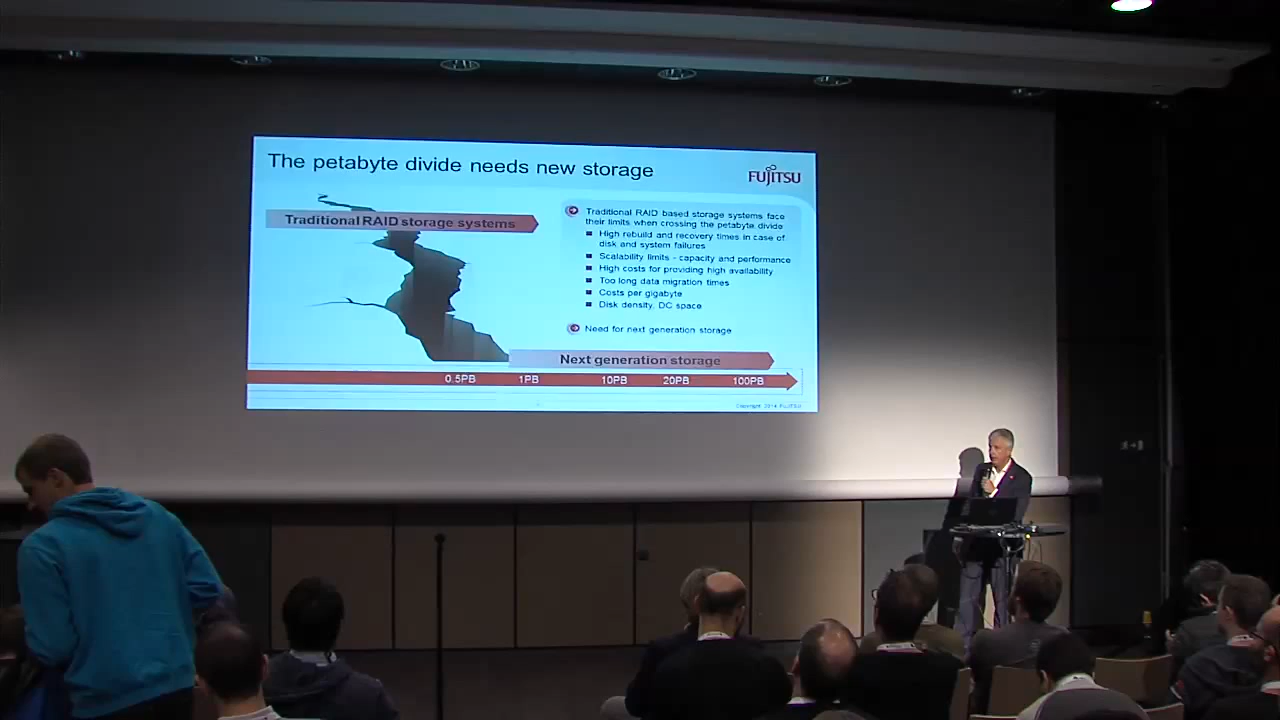 The petabyte divide needs new storage
FUJITSU
Traditional RAID storage systems
Traditional RAID based storage systems face
their limits when crossing the petabyte divide
High rebuild and recovery times in case of
disk and system failures
Scalability limits - capacity and performance
High costs for providing high availability
Too long data migration times
Costs per gigabyte
Disk density, DC space
Need for next generation storage
Next generation storage
0.5PB 1PB 10PB 20PB 100PB
Copyright 2014 FUJITSU